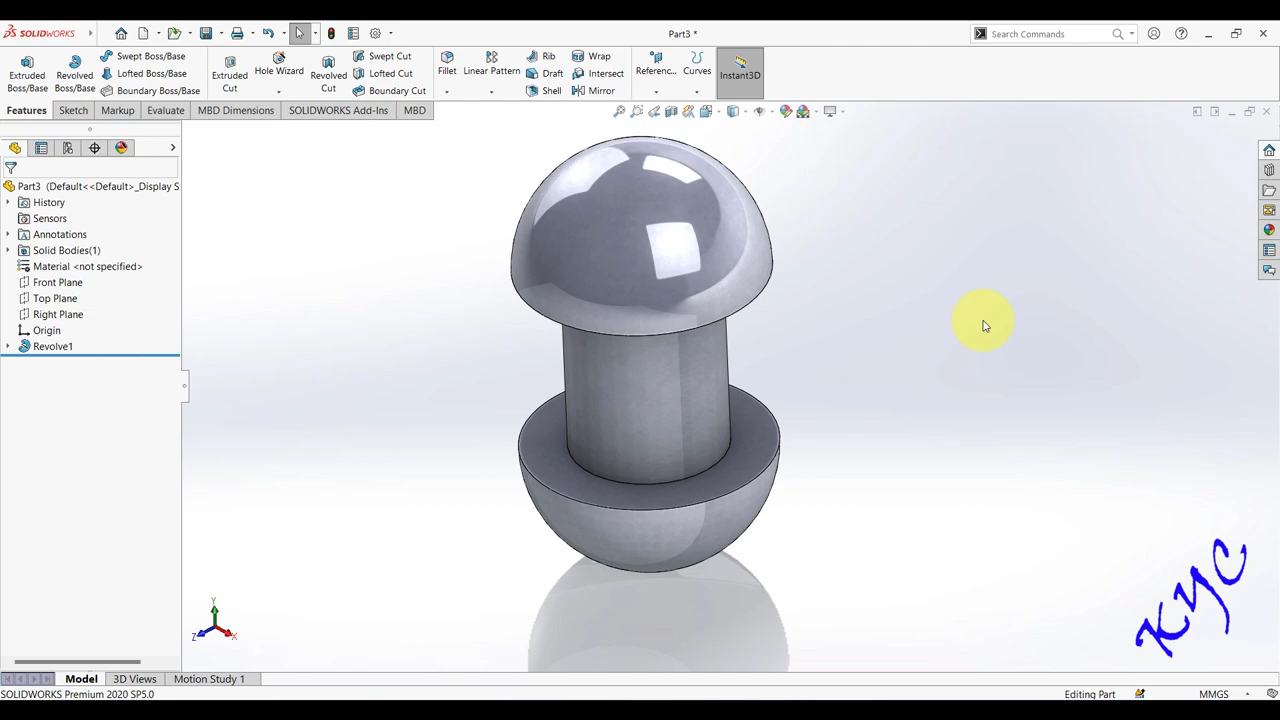 SOLIDWORKS
Part3 *
Search Commands
Extruded Boss/Base
Revolved Boss/Base
Swept Boss/Base
Lofted Boss/Base
Boundary Boss/Base
Extruded Cut
Hole Wizard
Revolved Cut
Swept Cut
Lofted Cut
Boundary Cut
Fillet
Linear Pattern
Rib
Draft
Shell
Wrap
Intersect
Mirror
Referenc...
Curves
Instant3D
Features
Sketch
Markup
Evaluate
MBD Dimensions
SOLIDWORKS Add-Ins
MBD
Part3 (Default<<Default>_Display S
History
Sensors
Annotations
Solid Bodies(1)
Material <not specified>
Front Plane
Top Plane
Right Plane
Origin
Revolve1
Y
Z
X
KYC
Model
3D Views
Motion Study 1
SOLIDWORKS Premium 2020 SP5.0
Editing Part
MMGS